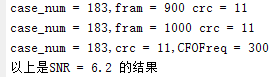 case_num = 183,fram = 900 crc = 11
case_num = 183,fram = 1000 crc = 11
case_num = 183,crc = 11,CFOFreq = 300
以上是SNR = 6.2 的结果